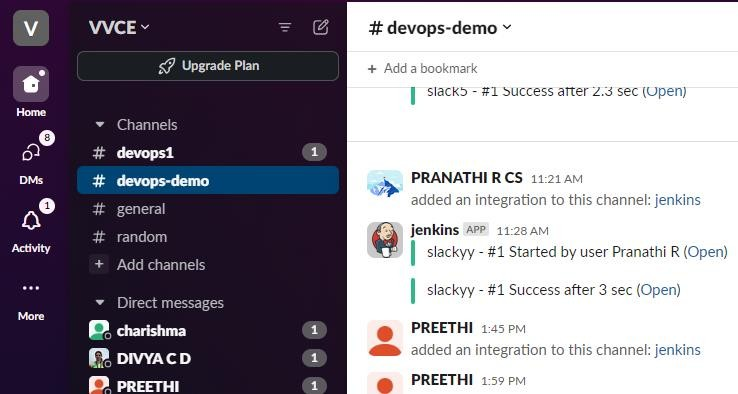 V
Home
8
DMs
1
Activity
More
VVCE
Upgrade Plan
Channels
# devops1 1
# devops-demo
# general
# random
+ Add channels
Direct messages
charishma 1
DIVYA C D 1
PREETHI 1
# devops-demo
+ Add a bookmark
slack5 - #1 Success after 2.3 sec (Open)
PRANATHI R CS 11:21 AM
added an integration to this channel: jenkins
jenkins APP 11:28 AM
slackyy - #1 Started by user Pranathi R (Open)
slackyy - #1 Success after 3 sec (Open)
PREETHI 1:45 PM
added an integration to this channel: jenkins
PREETHI 1:59 PM